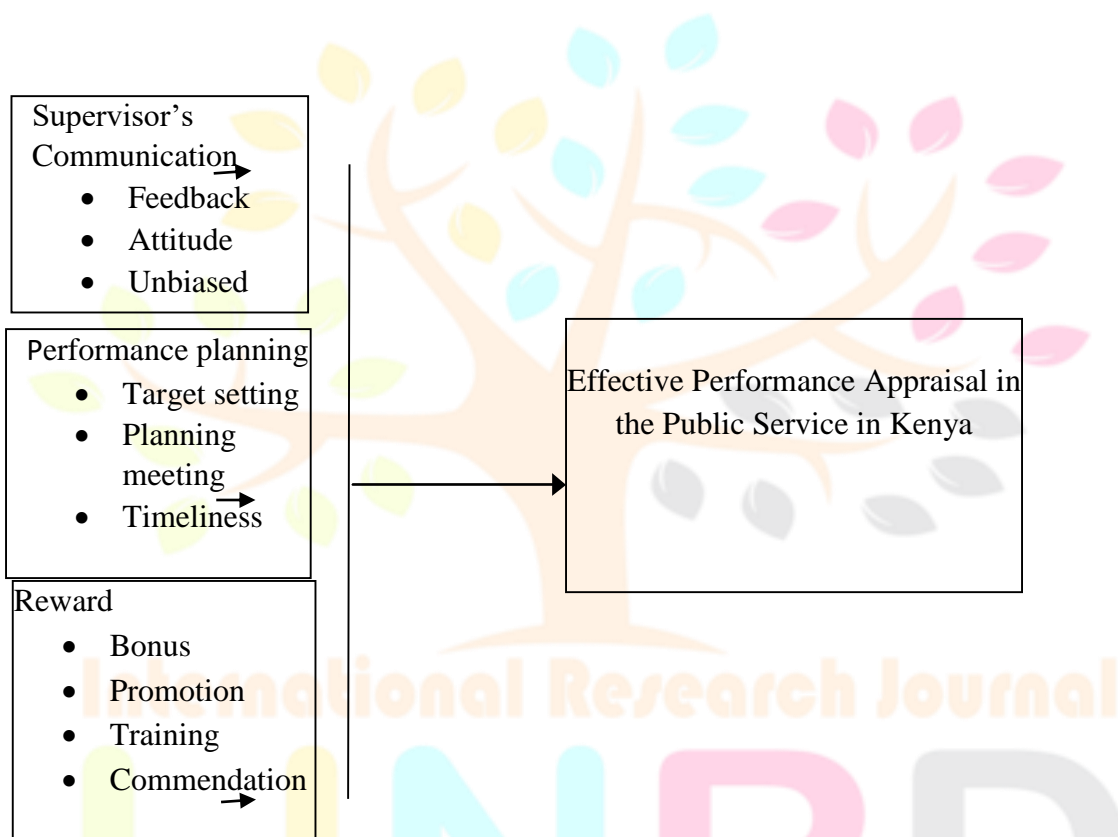 Supervisor's
Communication
• Feedback
• Attitude
• Unbiased
Performance planning
• Target setting
• Planning
meeting
• Timeliness
Reward
• Bonus
• Promotion
• Training
• Commendation
Effective Performance Appraisal in
the Public Service in Kenya
International Research Journal